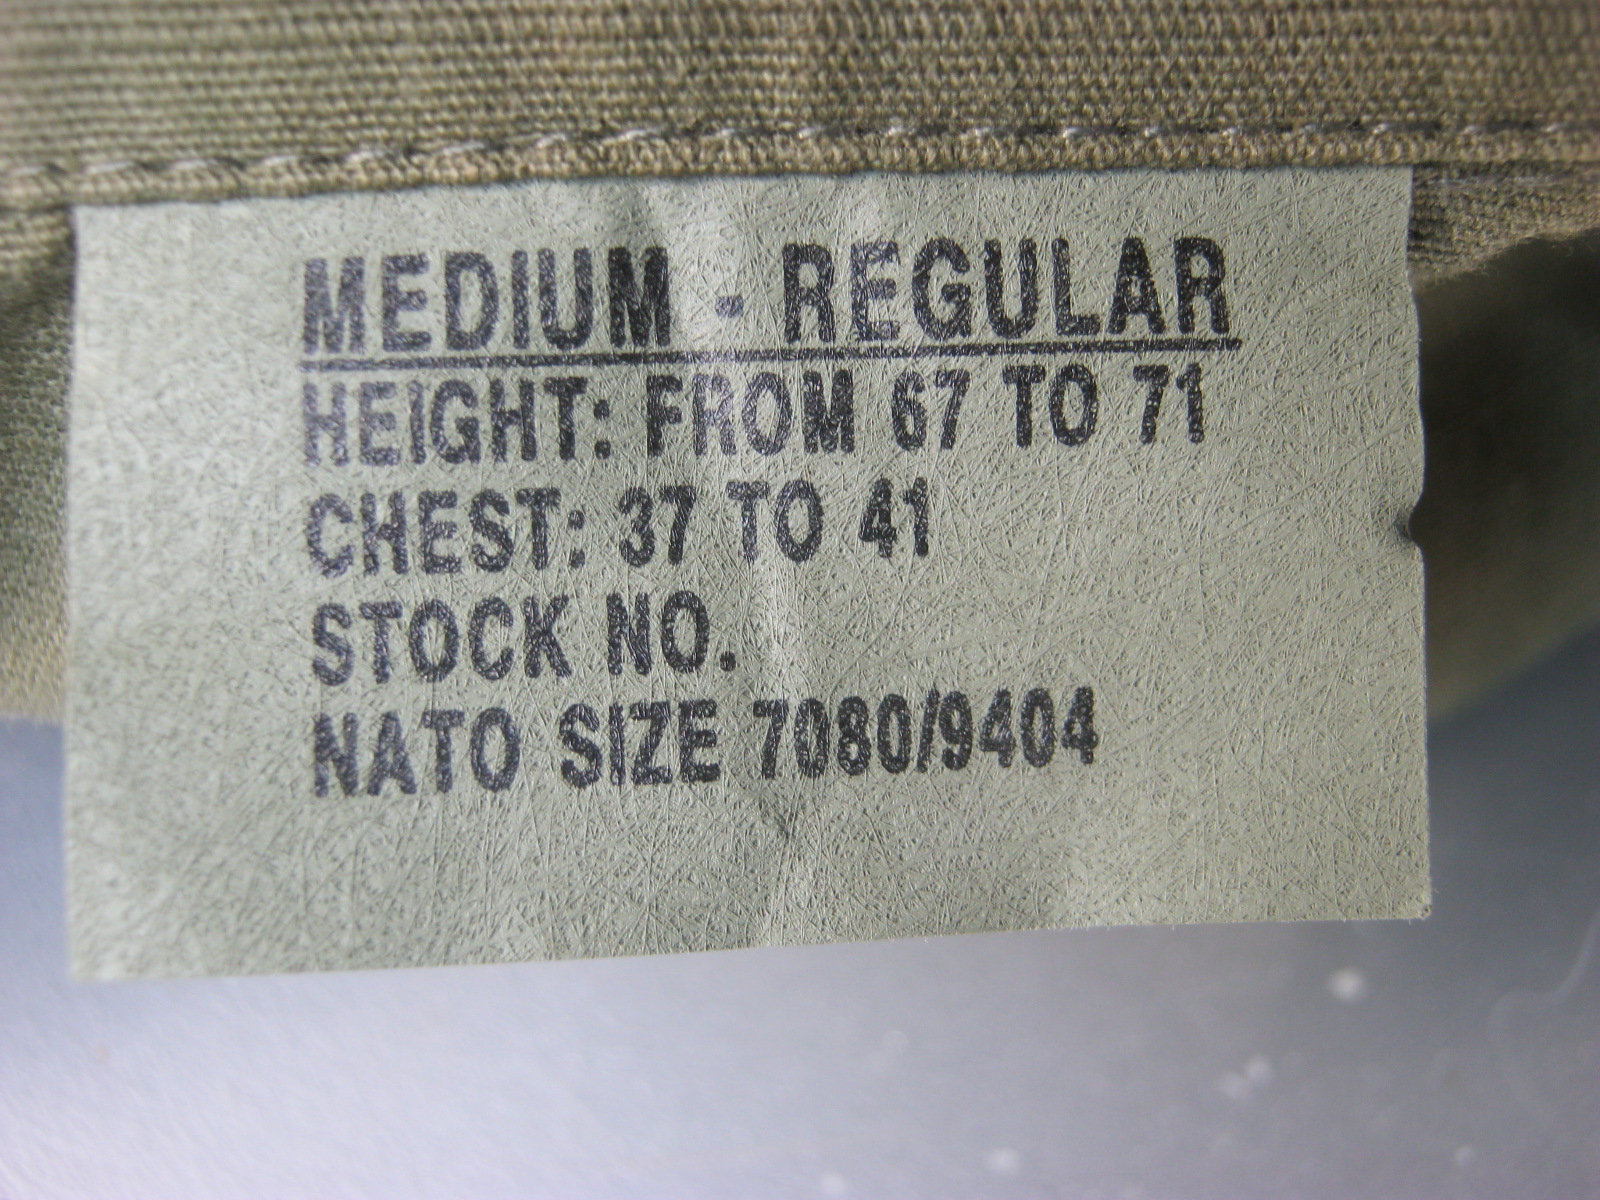 MEDIUM - REGULAR
HEIGHT: FROM 67 TO 71
CHEST: 37 TO 41
STOCK NO.
NATO SIZE 7080/9404